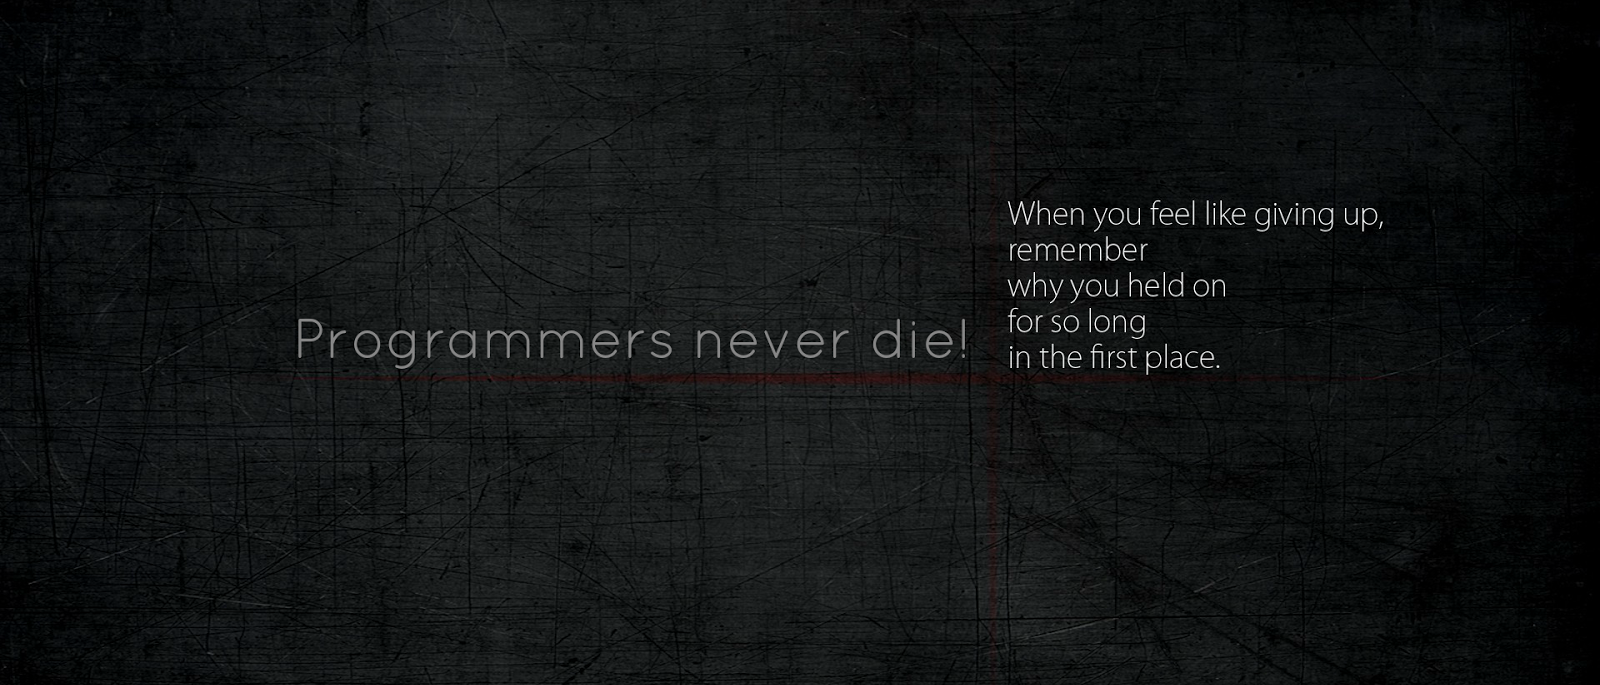 Programmers never die!
When you feel like giving up,
remember
why you held on
for so long
in the first place.